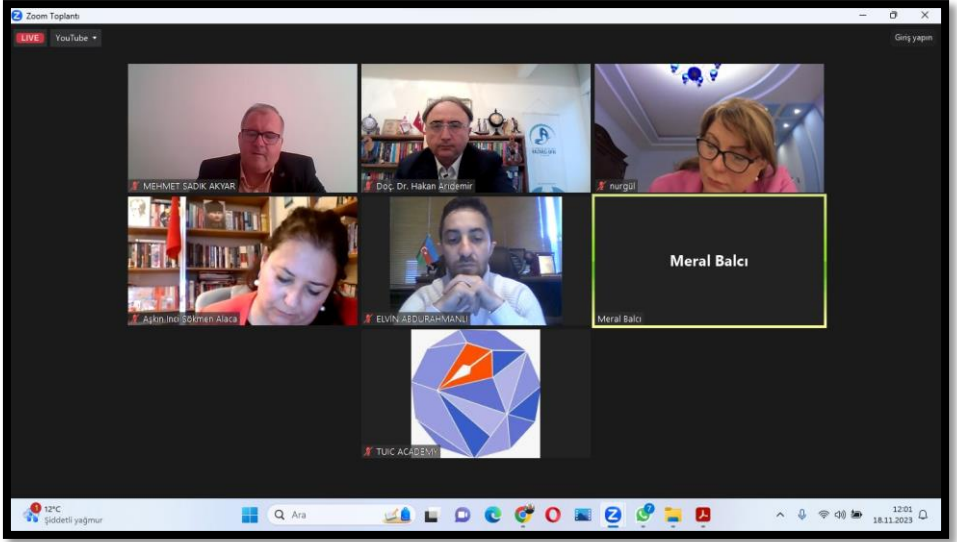 Zoom Toplantı
LIVE YouTube
Giriş yapın
MEHMET SADIK AKYAR
Doç. Dr. Hakan Arıdemir
nurgül
Aşkın İnci Sökmen Alaca
ELVİN ABDURAHMANLI
Meral Balcı
Meral Balcı
TUIC ACADEMY
12°C
Şiddetli yağmur
Ara
12:01
18.11.2023